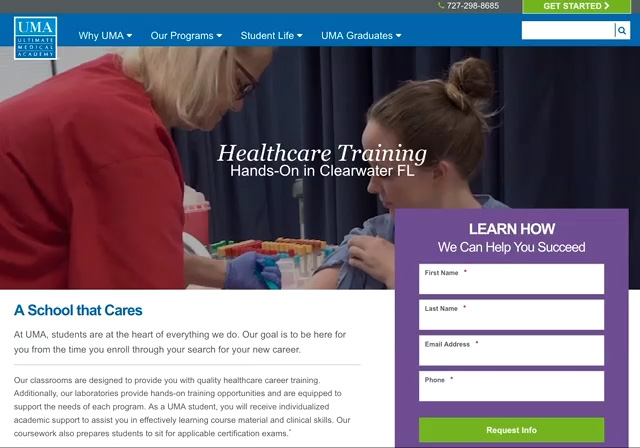 727-298-8685
GET STARTED
UMA
ULTIMATE
MEDICAL
ACADEMY
Why UMA
Our Programs
Student Life
UMA Graduates
Healthcare Training
Hands-On in Clearwater FL
LEARN HOW
We Can Help You Succeed
First Name *
Last Name *
Email Address *
Phone *
Request Info
A School that Cares
At UMA, students are at the heart of everything we do. Our goal is to be here for
you from the time you enroll through your search for your new career.
Our classrooms are designed to provide you with quality healthcare career training.
Additionally, our laboratories provide hands-on training opportunities and are equipped to
support the needs of each program. As a UMA student, you will receive individualized
academic support to assist you in effectively learning course material and clinical skills. Our
coursework also prepares students to sit for applicable certification exams.*